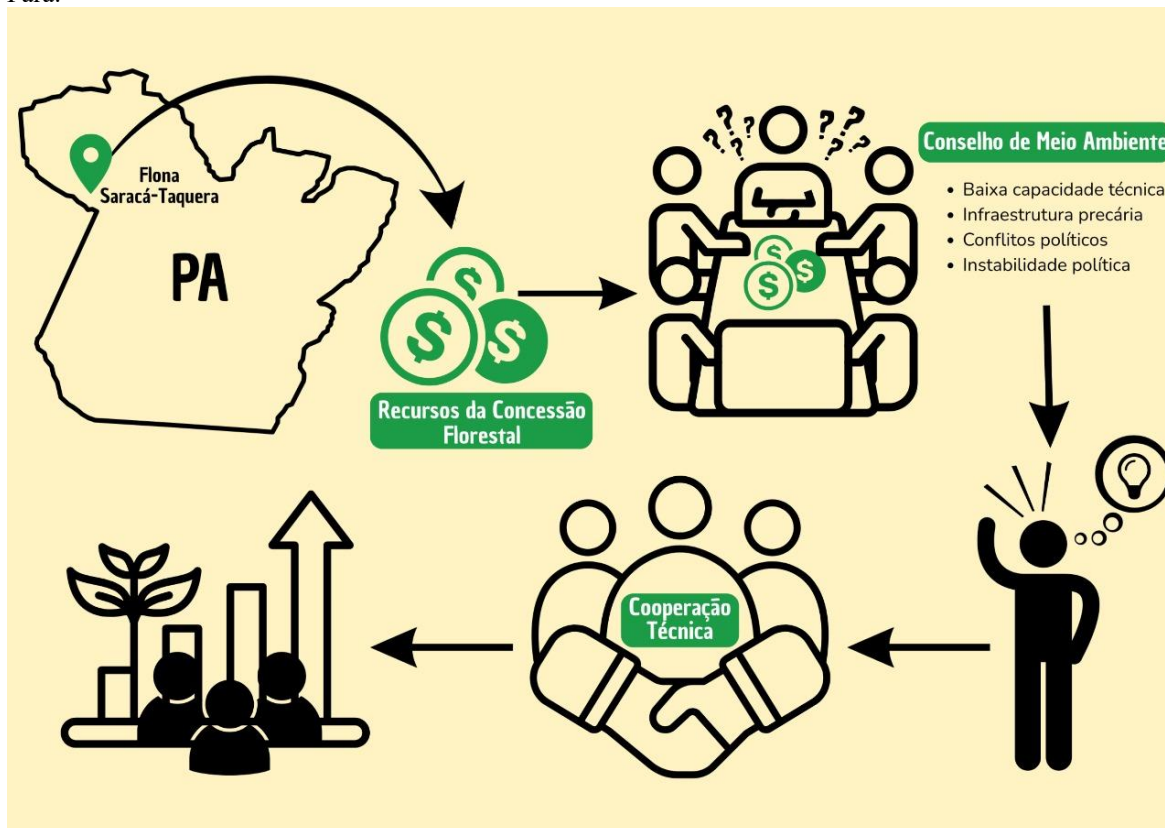 Pará.
Flona
Saracá-Taquera
PA
Recursos da Concessão
Florestal
Conselho de Meio Ambiente
• Baixa capacidade técnica
• Infraestrutura precária
• Conflitos políticos
• Instabilidade política
Cooperação
Técnica